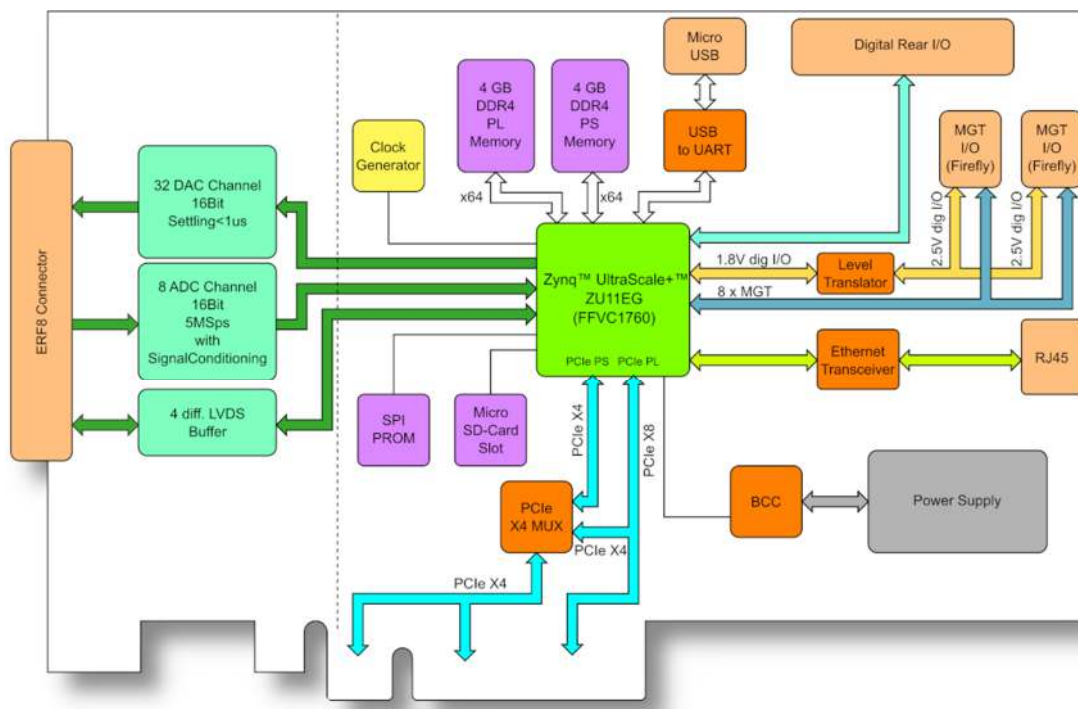 Micro
USB
Digital Rear I/O
4 GB
DDR4
PL
Memory
4 GB
DDR4
PS
Memory
MGT
I/O
(Firefly)
MGT
I/O
(Firefly)
Clock
Generator
USB
to UART
ERF8 Connector
32 DAC Channel
16Bit
Settling<1us
x64
x64
2.5V dig I/O
2.5V dig I/O
Zynq™ UltraScale+™
ZU11EG
(FFVC1760)
PCIe PS
PCIe PL
1.8V dig I/O
Level
Translator
8 x MGT
8 ADC Channel
16Bit
5MSps
with
SignalConditioning
Ethernet
Transceiver
RJ45
4 diff. LVDS
Buffer
SPI
PROM
Micro
SD-Card
Slot
PCIe X4
PCIe X8
PCIe
X4 MUX
BCC
Power Supply
PCIe X4
PCIe X4